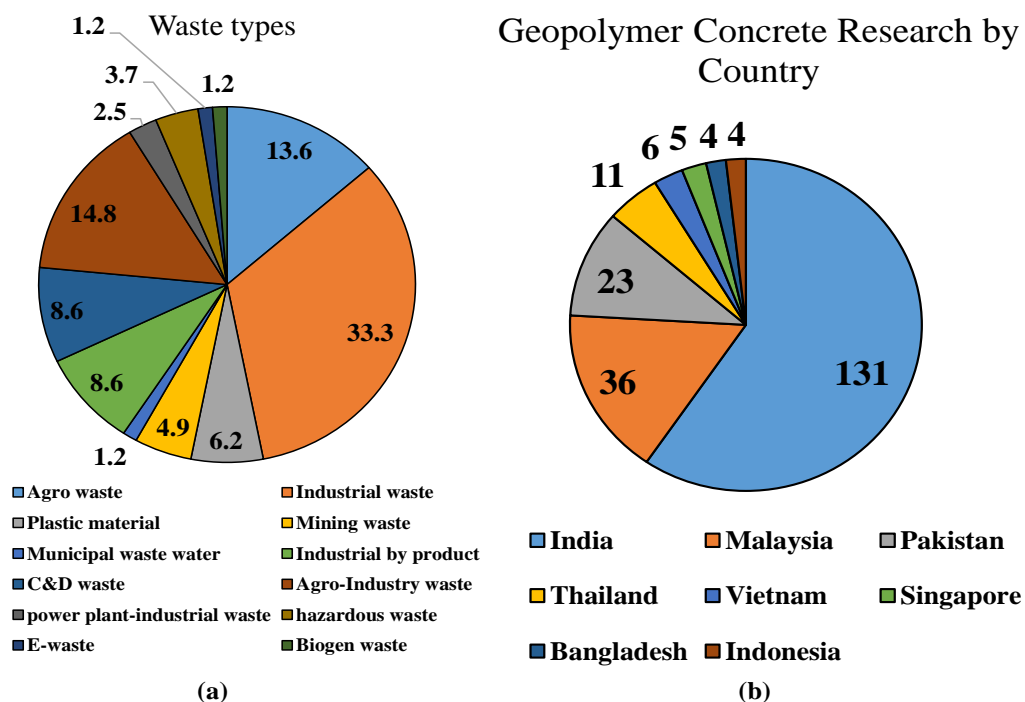 Waste types
1.2
3.7
2.5
1.2
13.6
14.8
33.3
8.6
8.6
1.2
4.9
6.2
Agro waste
Industrial waste
Plastic material
Mining waste
Municipal waste water
Industrial by product
C&D waste
Agro-Industry waste
power plant-industrial waste
hazardous waste
E-waste
Biogen waste
(a)
Geopolymer Concrete Research by
Country
11
6
5
4
4
23
36
131
India
Malaysia
Pakistan
Thailand
Vietnam
Singapore
Bangladesh
Indonesia
(b)